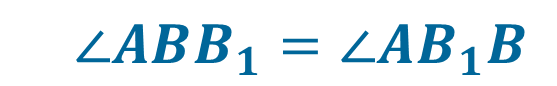 ∠ABB₁ = ∠AB₁B